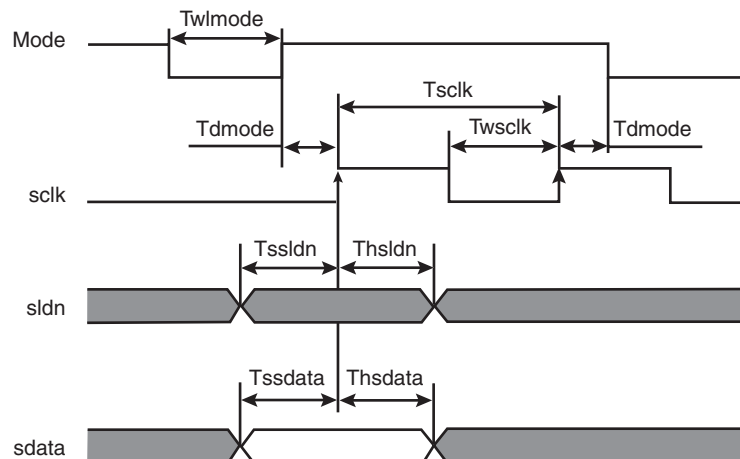 Twlmode
Mode
Tsclk
Tdmode
Twsclk
Tdmode
sclk
Tssldn
Thsldn
sldn
Tssdata
Thsdata
sdata